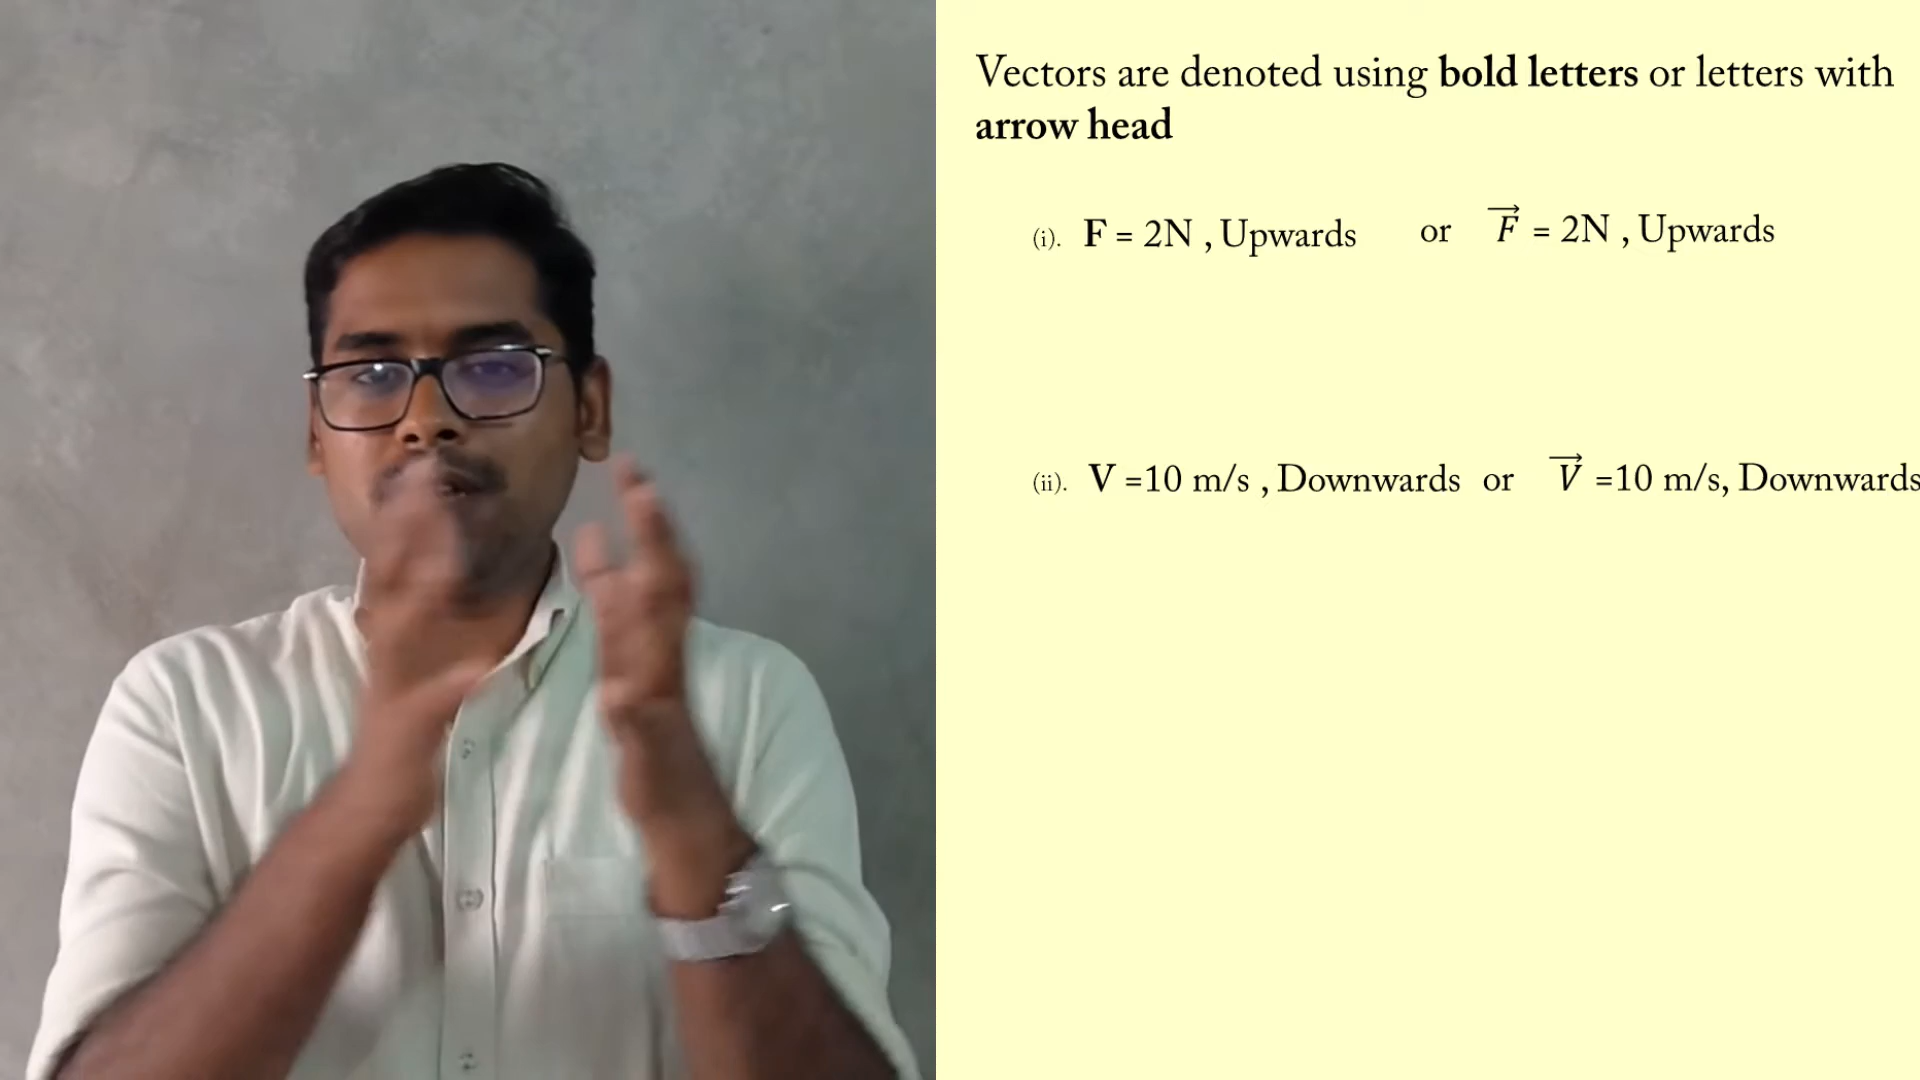 Vectors are denoted using bold letters or letters with
arrow head
(i). F = 2N , Upwards or F⃗ = 2N , Upwards
(ii). V =10 m/s , Downwards or V⃗ =10 m/s, Downwards